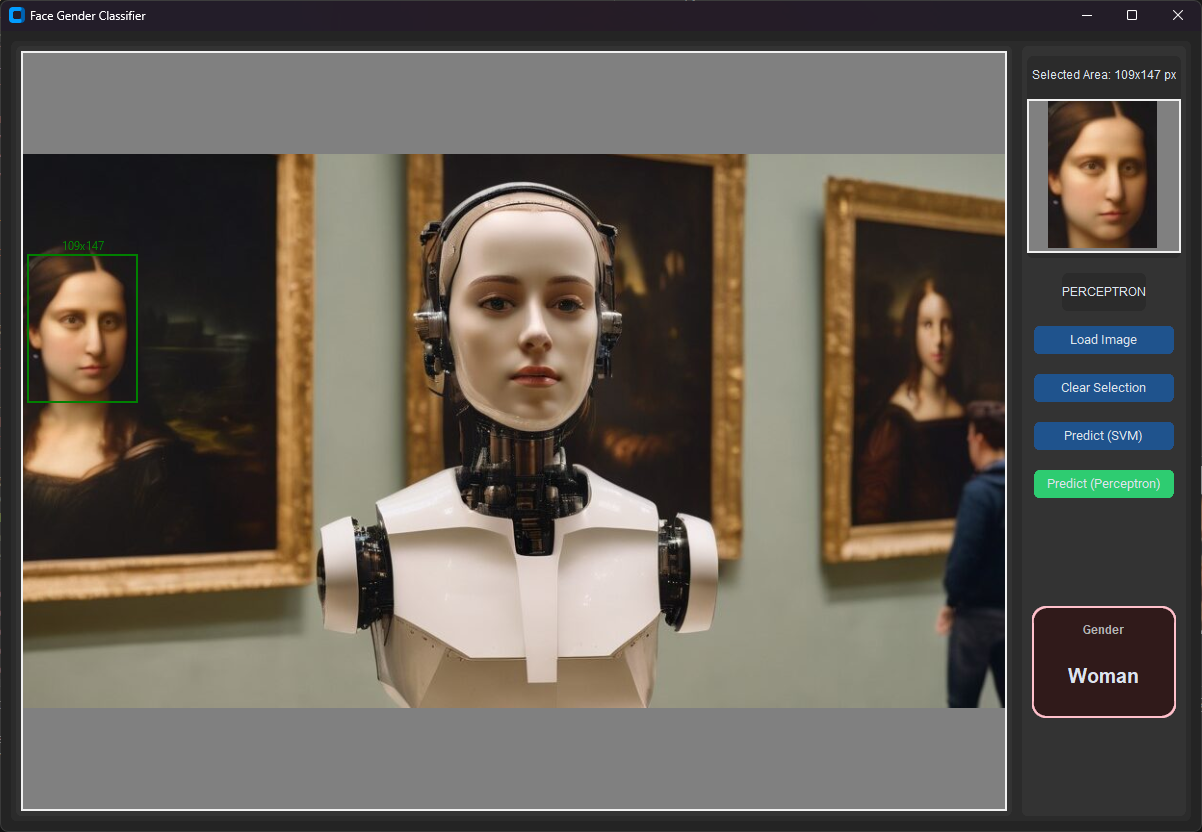 Face Gender Classifier
109x147
Selected Area: 109x147 px
PERCEPTRON
Load Image
Clear Selection
Predict (SVM)
Predict (Perceptron)
Gender
Woman